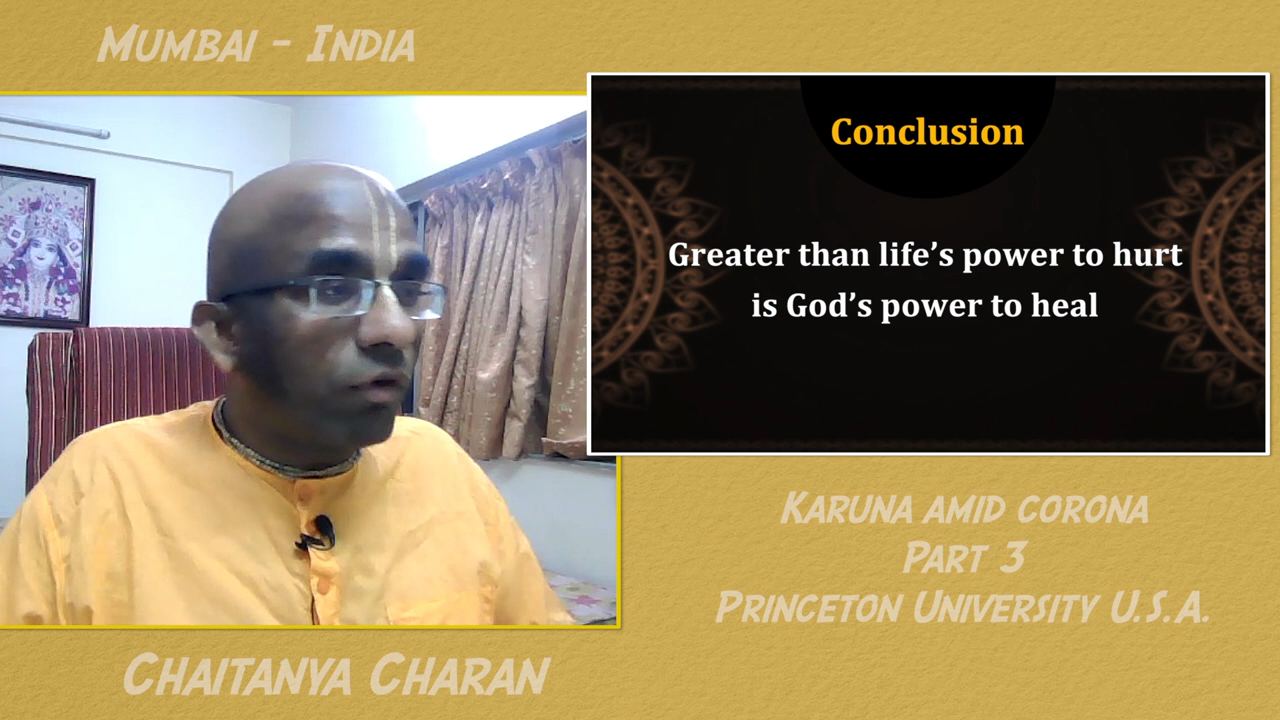 Mumbai - India
Conclusion
Greater than life’s power to hurt
is God’s power to heal
Karuna amid corona
Part 3
Princeton University U.S.A.
Chaitanya Charan